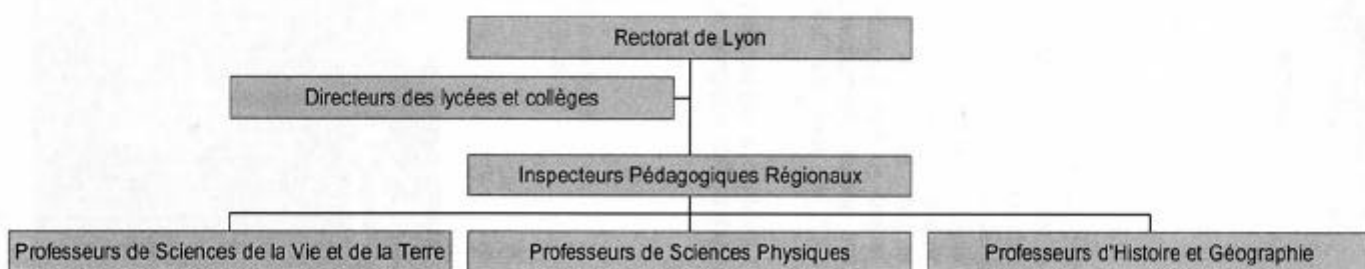 Rectorat de Lyon
Directeurs des lycées et collèges
Inspecteurs Pédagogiques Régionaux
Professeurs de Sciences de la Vie et de la Terre
Professeurs de Sciences Physiques
Professeurs d'Histoire et Géographie